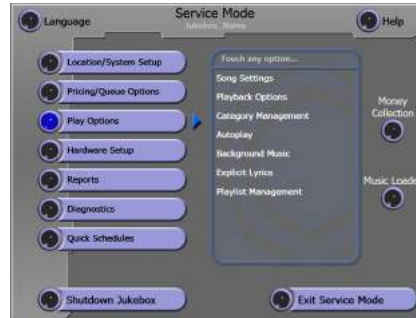 Language
Service Mode
Jukebox_Name
Help
Location/System Setup
Pricing/Queue Options
Play Options
Hardware Setup
Reports
Diagnostics
Quick Schedules
Touch any option...
Song Settings
Playback Options
Category Management
Autoplay
Background Music
Explicit Lyrics
Playlist Management
Money
Collection
Music Loade
Shutdown Jukebox
Exit Service Mode